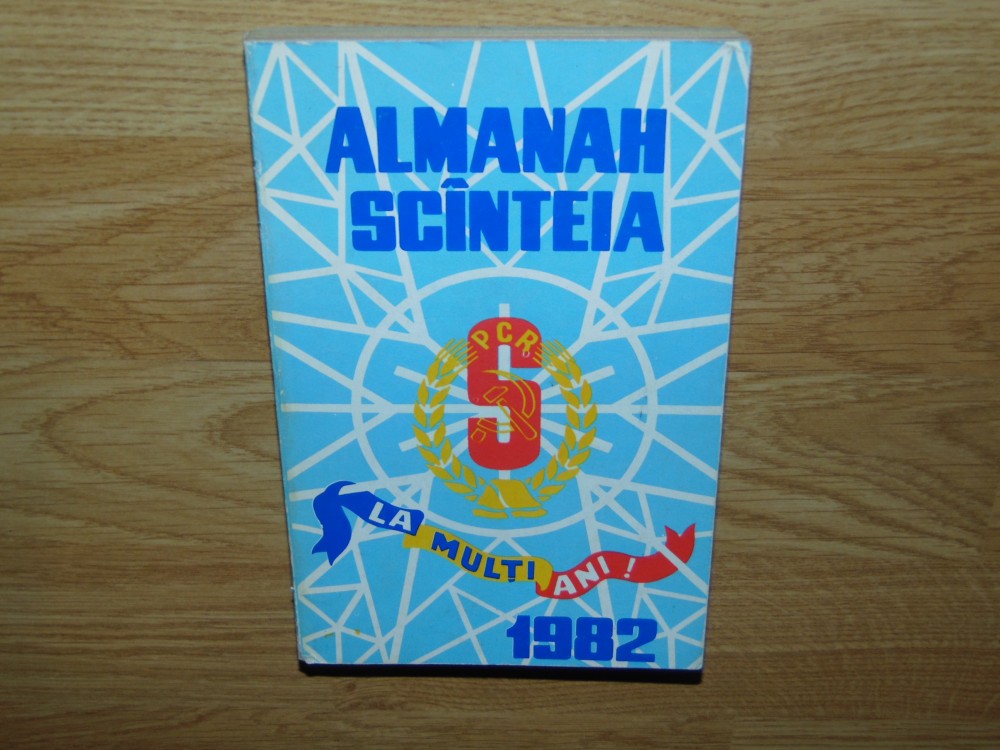 ALMANAH
SCÎNTEIA
PCR
S
LA MULȚI ANI!
1982